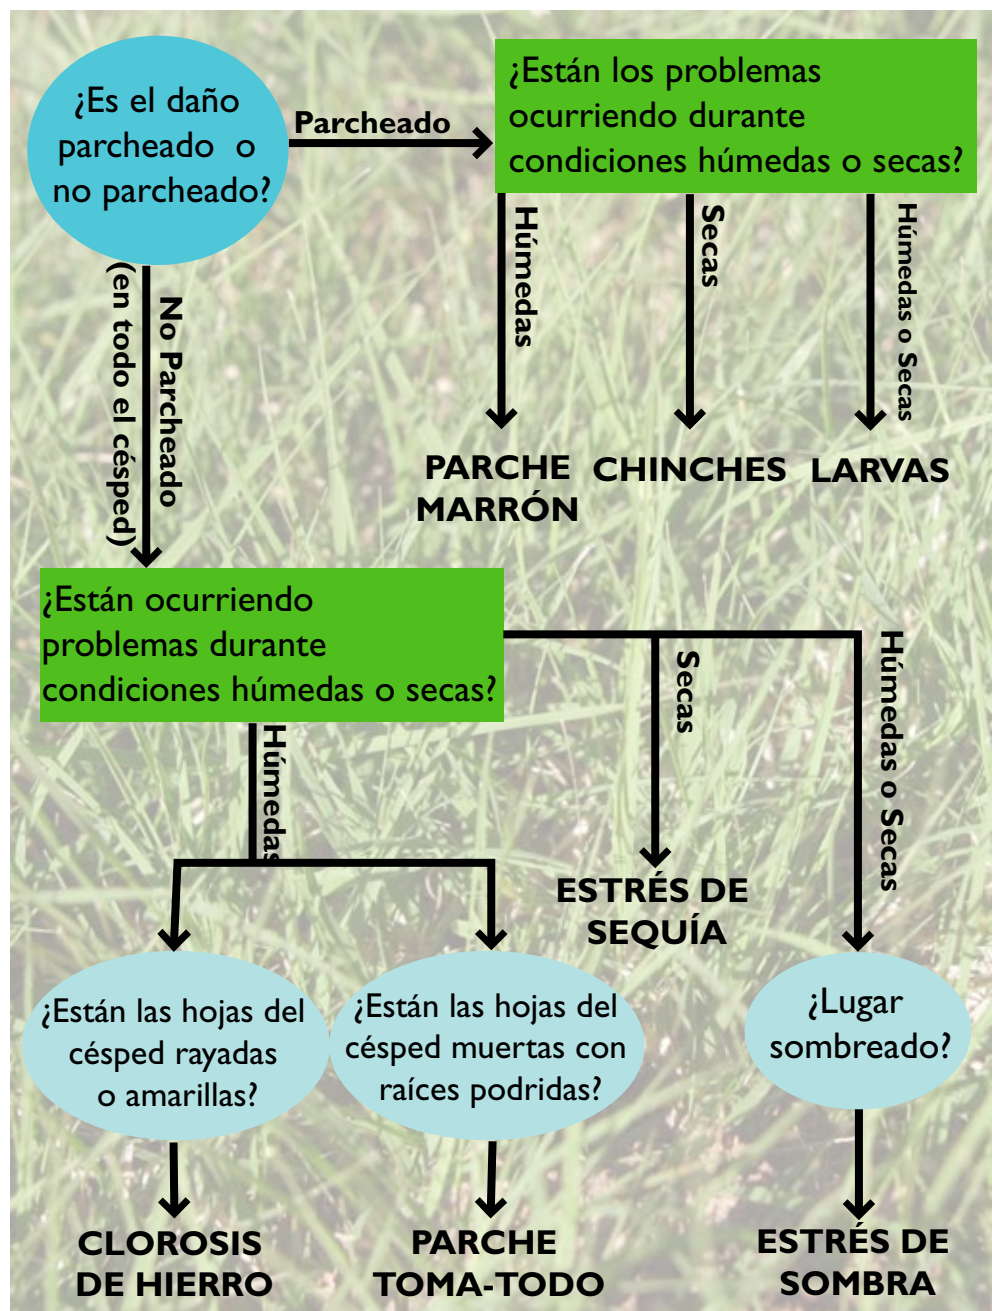 ¿Es el daño
parcheado o
no parcheado?
Parcheado
¿Están los problemas
ocurriendo durante
condiciones húmedas o secas?
Húmedas
Secas
Húmedas o Secas
PARCHE
MARRÓN
CHINCHES
LARVAS
No Parcheado
(en todo el césped)
¿Están ocurriendo
problemas durante
condiciones húmedas o secas?
Húmedas
Secas
Húmedas o Secas
ESTRÉS DE
SEQUÍA
¿Están las hojas del
césped rayadas
o amarillas?
¿Están las hojas del
césped muertas con
raíces podridas?
¿Lugar
sombreado?
CLOROSIS
DE HIERRO
PARCHE
TOMA-TODO
ESTRÉS DE
SOMBRA